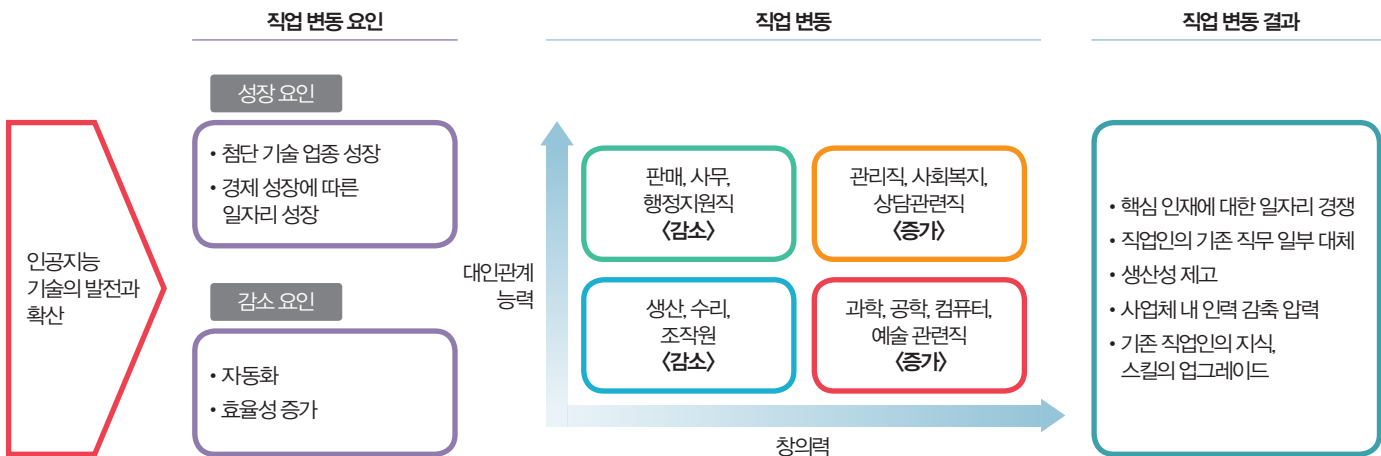 직업 변동 요인
직업 변동
직업 변동 결과
인공지능
기술의 발전과
확산
성장 요인
• 첨단 기술 업종 성장
• 경제 성장에 따른
일자리 성장
감소 요인
• 자동화
• 효율성 증가
대인관계
능력
판매, 사무,
행정지원직
〈감소〉
관리직, 사회복지,
상담관련직
〈증가〉
생산, 수리,
조작원
〈감소〉
과학, 공학, 컴퓨터,
예술 관련직
〈증가〉
창의력
• 핵심 인재에 대한 일자리 경쟁
• 직업인의 기존 직무 일부 대체
• 생산성 제고
• 사업체 내 인력 감축 압력
• 기존 직업인의 지식,
스킬의 업그레이드